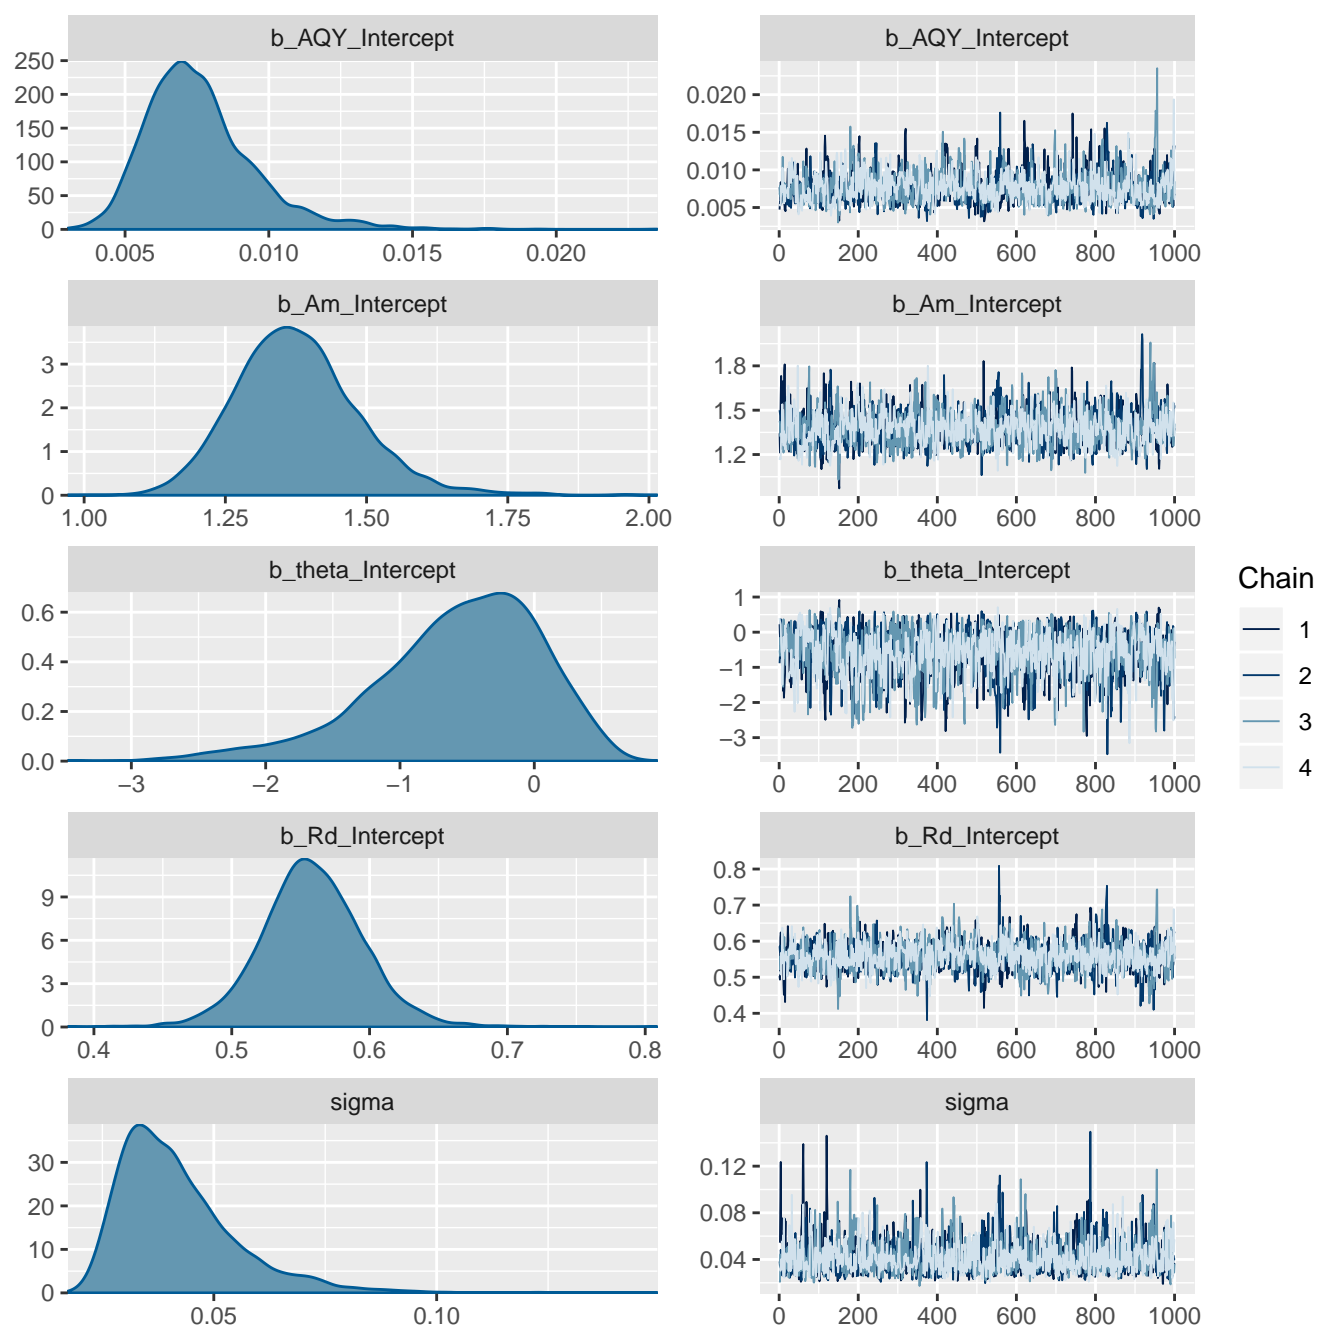 b_AQY_Intercept
250
200
150
100
50
0
0.005 0.010 0.015 0.020
b_AQY_Intercept
0.020
0.015
0.010
0.005
0 200 400 600 800 1000
b_Am_Intercept
3
2
1
0
1.00 1.25 1.50 1.75 2.00
b_Am_Intercept
1.8
1.5
1.2
0 200 400 600 800 1000
b_theta_Intercept
0.6
0.4
0.2
0.0
−3 −2 −1 0
b_theta_Intercept
1
0
−1
−2
−3
0 200 400 600 800 1000
b_Rd_Intercept
9
6
3
0
0.4 0.5 0.6 0.7 0.8
b_Rd_Intercept
0.8
0.7
0.6
0.5
0.4
0 200 400 600 800 1000
sigma
30
20
10
0
0.05 0.10
sigma
0.12
0.08
0.04
0 200 400 600 800 1000
Chain
1
2
3
4